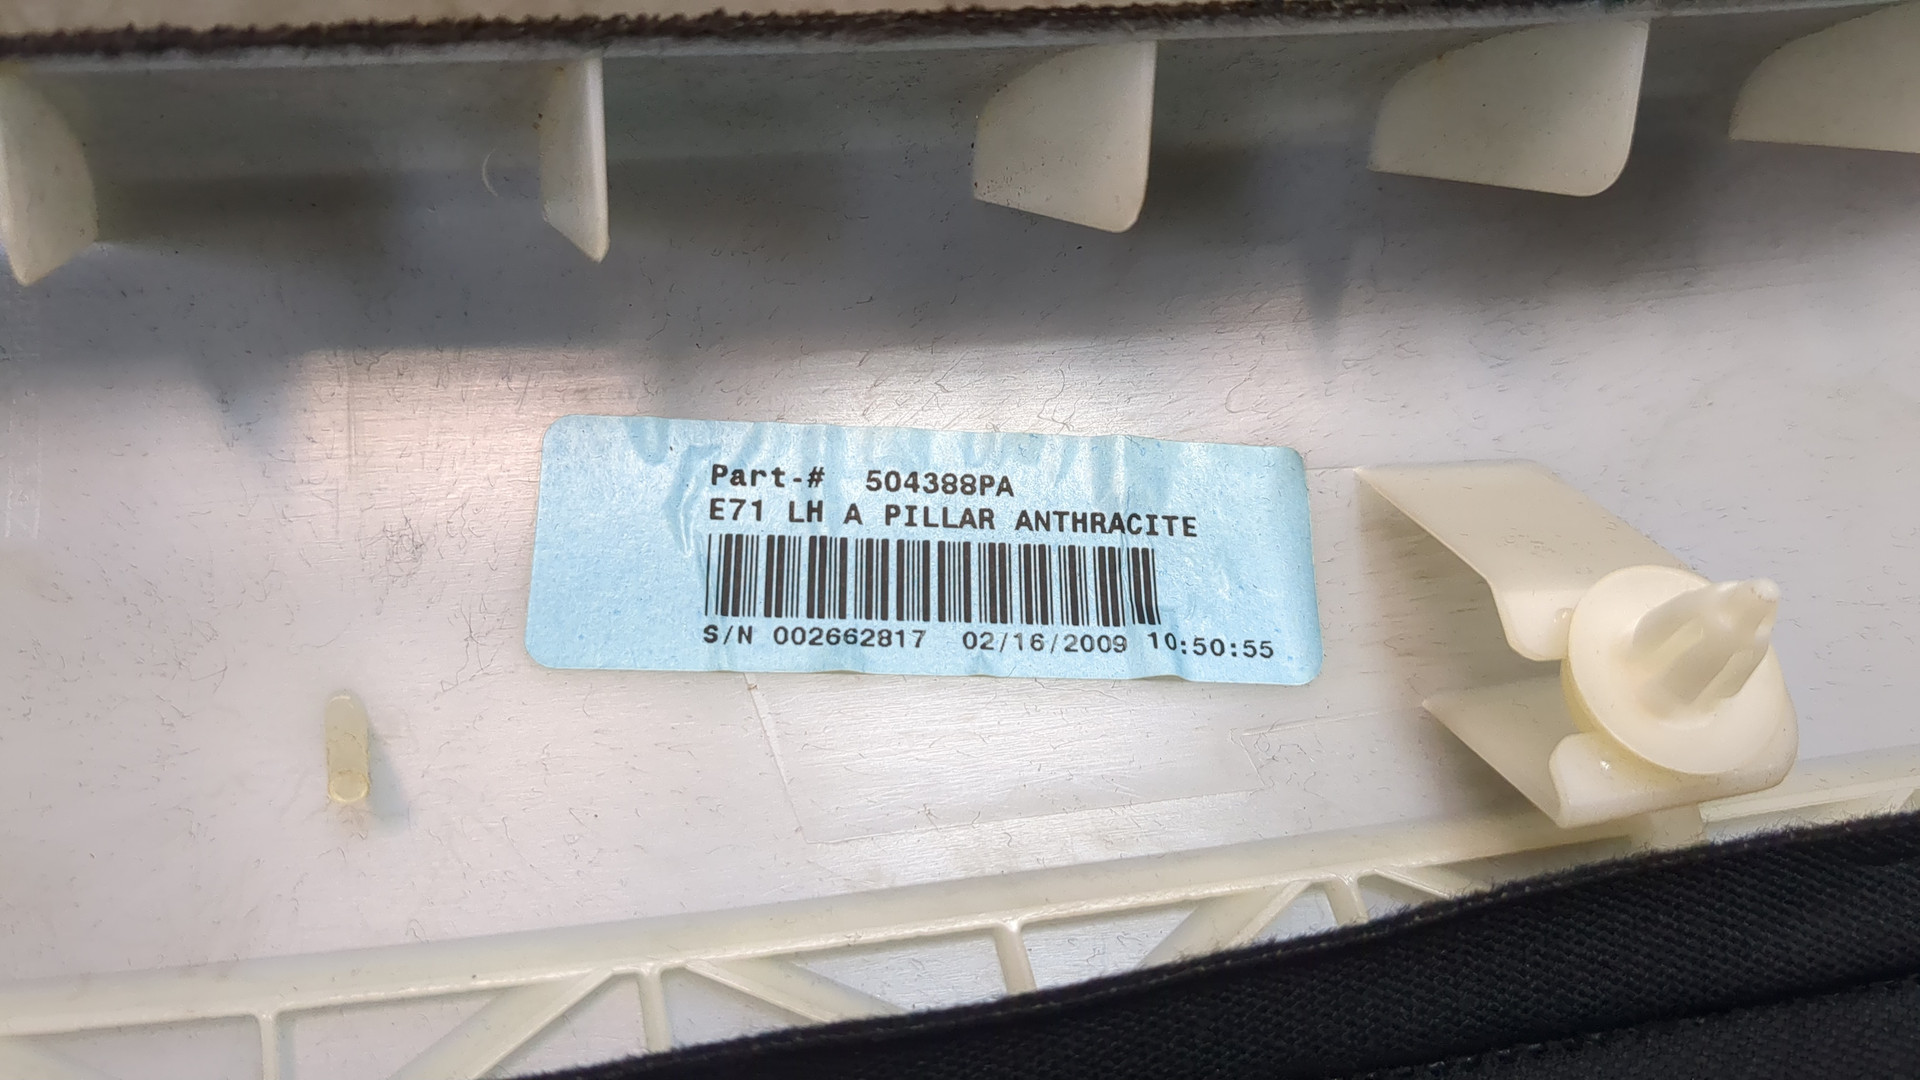 Part-# 504388PA
E71 LH A PILLAR ANTHRACITE
S/N 002662817 02/16/2009 10:50:55